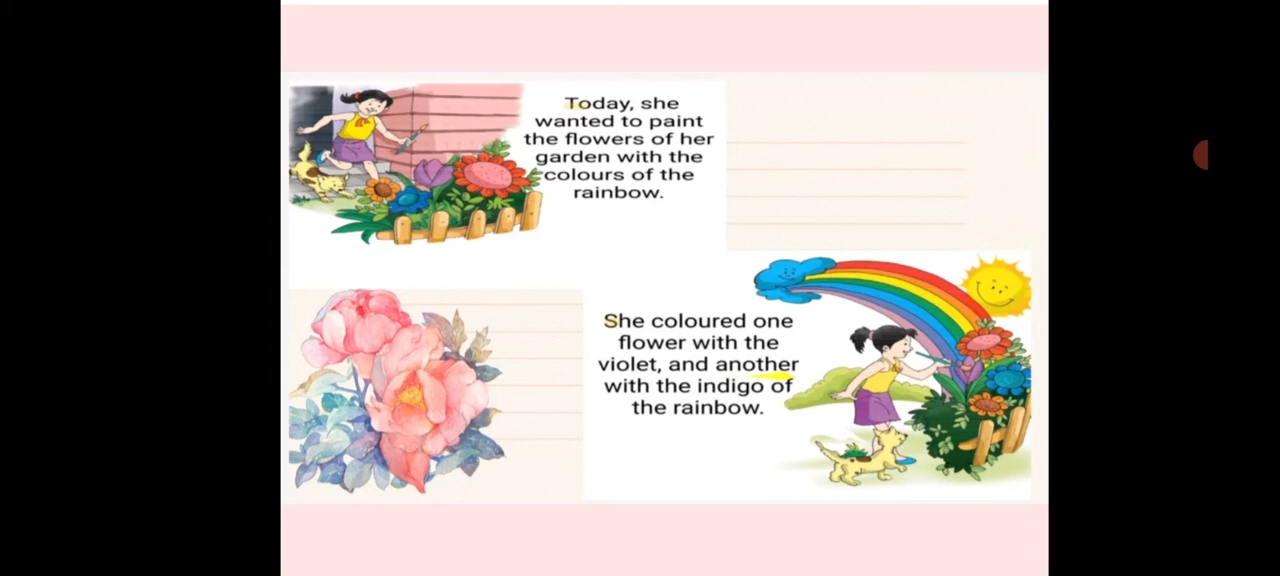 Today, she
wanted to paint
the flowers of her
garden with the
colours of the
rainbow.
She coloured one
flower with the
violet, and another
with the indigo of
the rainbow.